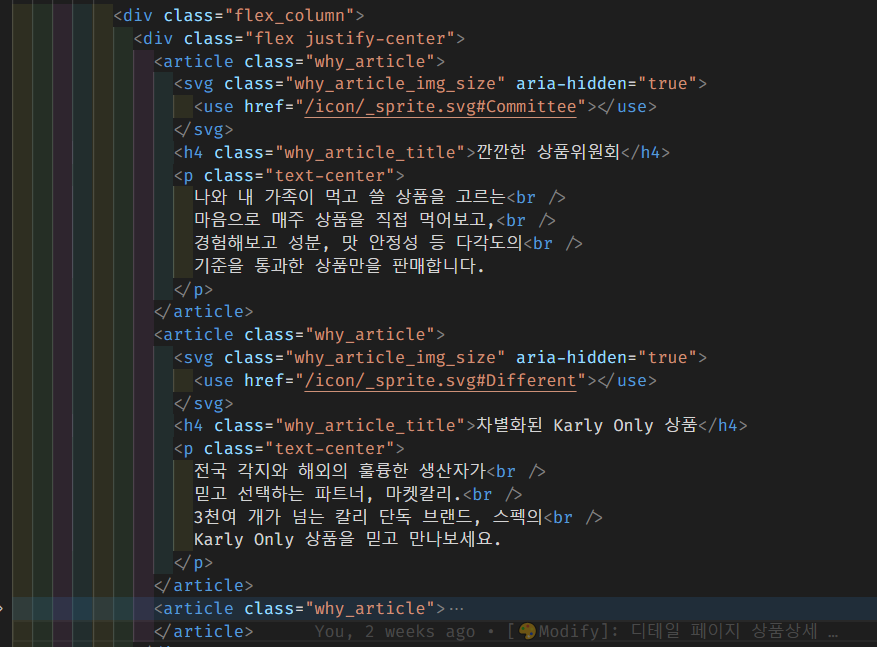 <div class="flex_column">
<div class="flex justify-center">
<article class="why_article">
<svg class="why_article_img_size" aria-hidden="true">
<use href="/icon/_sprite.svg#Committee"></use>
</svg>
<h4 class="why_article_title">깐깐한 상품위원회</h4>
<p class="text-center">
나와 내 가족이 먹고 쓸 상품을 고르는<br />
마음으로 매주 상품을 직접 먹어보고,<br />
경험해보고 성분, 맛 안정성 등 다각도의<br />
기준을 통과한 상품만을 판매합니다.
</p>
</article>
<article class="why_article">
<svg class="why_article_img_size" aria-hidden="true">
<use href="/icon/_sprite.svg#Different"></use>
</svg>
<h4 class="why_article_title">차별화된 Karly Only 상품</h4>
<p class="text-center">
전국 각지와 해외의 훌륭한 생산자가<br />
믿고 선택하는 파트너, 마켓칼리.<br />
3천여 개가 넘는 칼리 단독 브랜드, 스펙의<br />
Karly Only 상품을 믿고 만나보세요.
</p>
</article>
<article class="why_article">⋯
</article> You, 2 weeks ago • [🎨Modify]: 디테일 페이지 상품상세 …